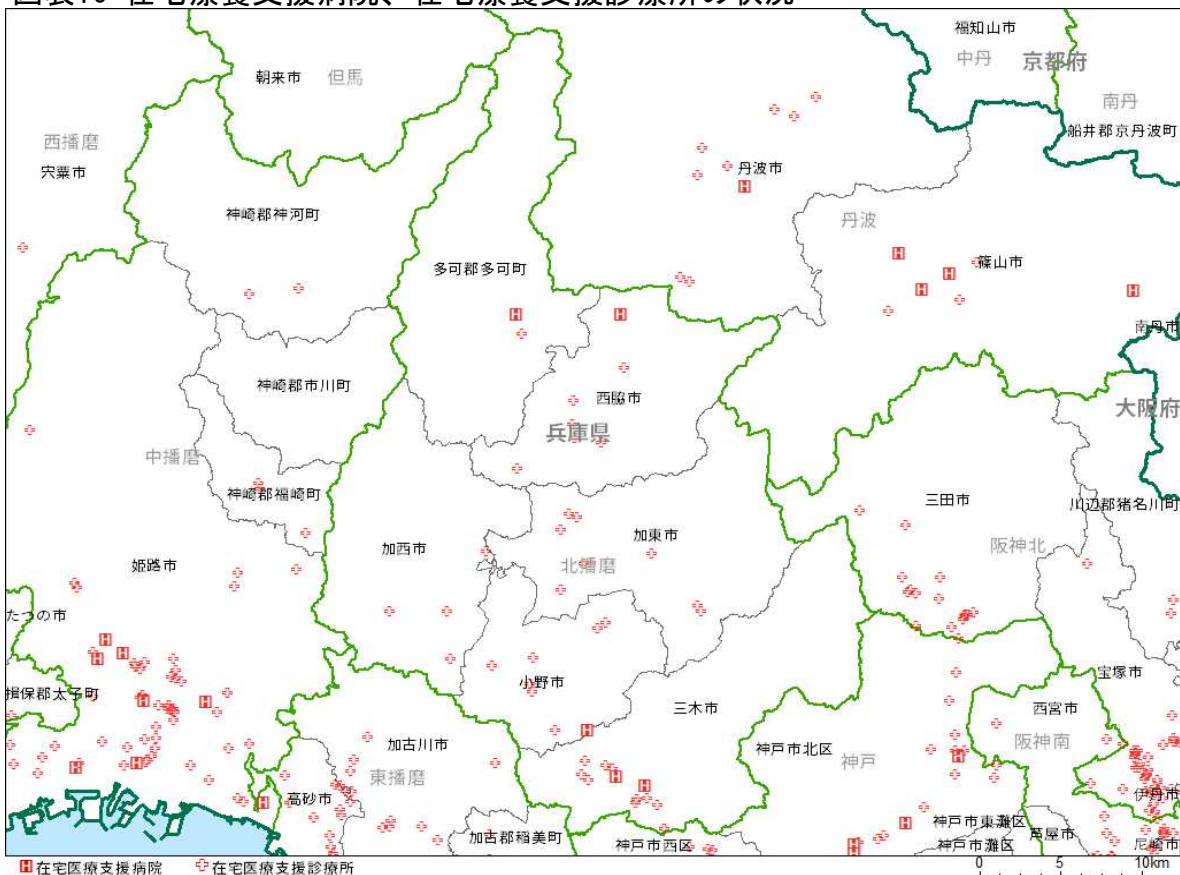 図表10 在宅療養支援病院、在宅療養支援診療所の状況
福知山市
中丹
京都府
朝来市
但馬
南丹
船井郡京丹波町
西播磨
宍粟市
丹波市
神崎郡神河町
丹波
多可郡多可町
篠山市
南丹市
神崎郡市川町
西脇市
大阪府
兵庫県
中播磨
神崎郡福崎町
三田市
川辺郡猪名川町
加西市
加東市
阪神北
姫路市
北播磨
たつの市
宝塚市
小野市
揖保郡太子町
三木市
西宮市
加古川市
神戸市北区
神戸
阪神南
東播磨
高砂市
伊丹市
加古郡稲美町
神戸市西区
神戸市東灘区
神戸市灘区
芦屋市
尼崎市
在宅医療支援病院 在宅医療支援診療所
0 5 10km